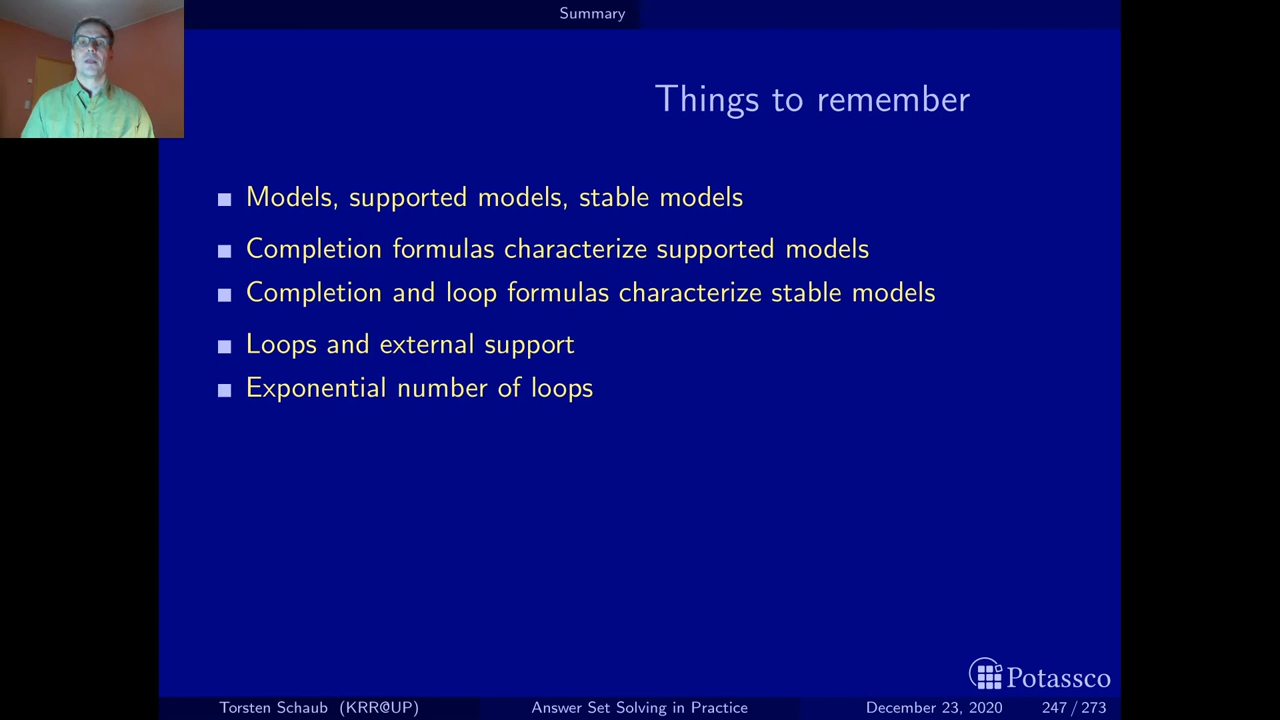 Summary
Things to remember
Models, supported models, stable models
Completion formulas characterize supported models
Completion and loop formulas characterize stable models
Loops and external support
Exponential number of loops
Potassco
Torsten Schaub (KRR@UP) Answer Set Solving in Practice December 23, 2020 247 / 273